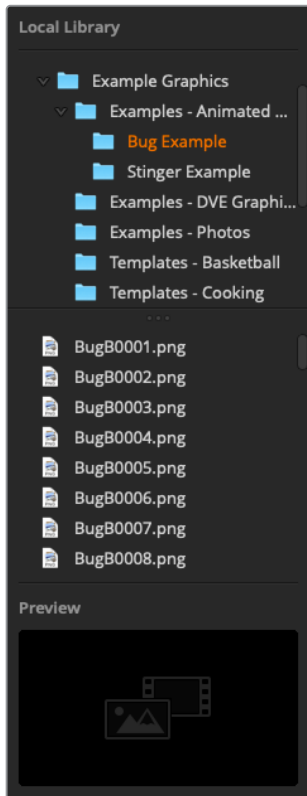 Local Library
Example Graphics
Examples - Animated ...
Bug Example
Stinger Example
Examples - DVE Graphi...
Examples - Photos
Templates - Basketball
Templates - Cooking
BugB0001.png
BugB0002.png
BugB0003.png
BugB0004.png
BugB0005.png
BugB0006.png
BugB0007.png
BugB0008.png
Preview